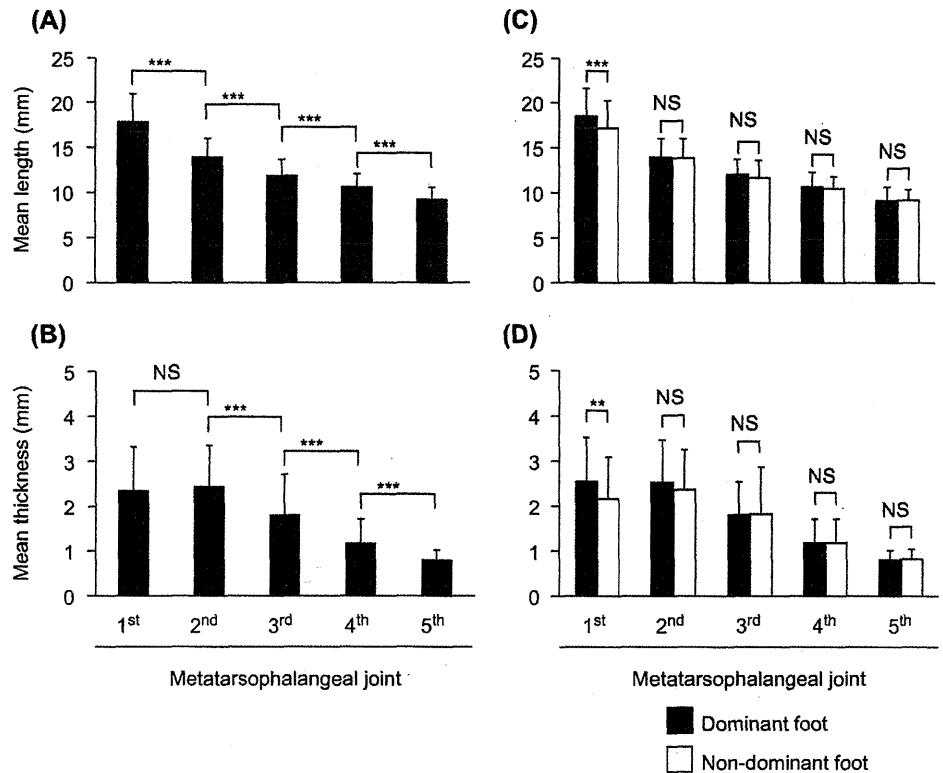 (A)
Mean length (mm)
25
20
15
10
5
0
***
***
***
***
(C)
25
20
15
10
5
0
***
NS
NS
NS
NS
(B)
Mean thickness (mm)
5
4
3
2
1
0
NS
***
***
***
1st
2nd
3rd
4th
5th
Metatarsophalangeal joint
(D)
5
4
3
2
1
0
**
NS
NS
NS
NS
1st
2nd
3rd
4th
5th
Metatarsophalangeal joint
Dominant foot
Non-dominant foot